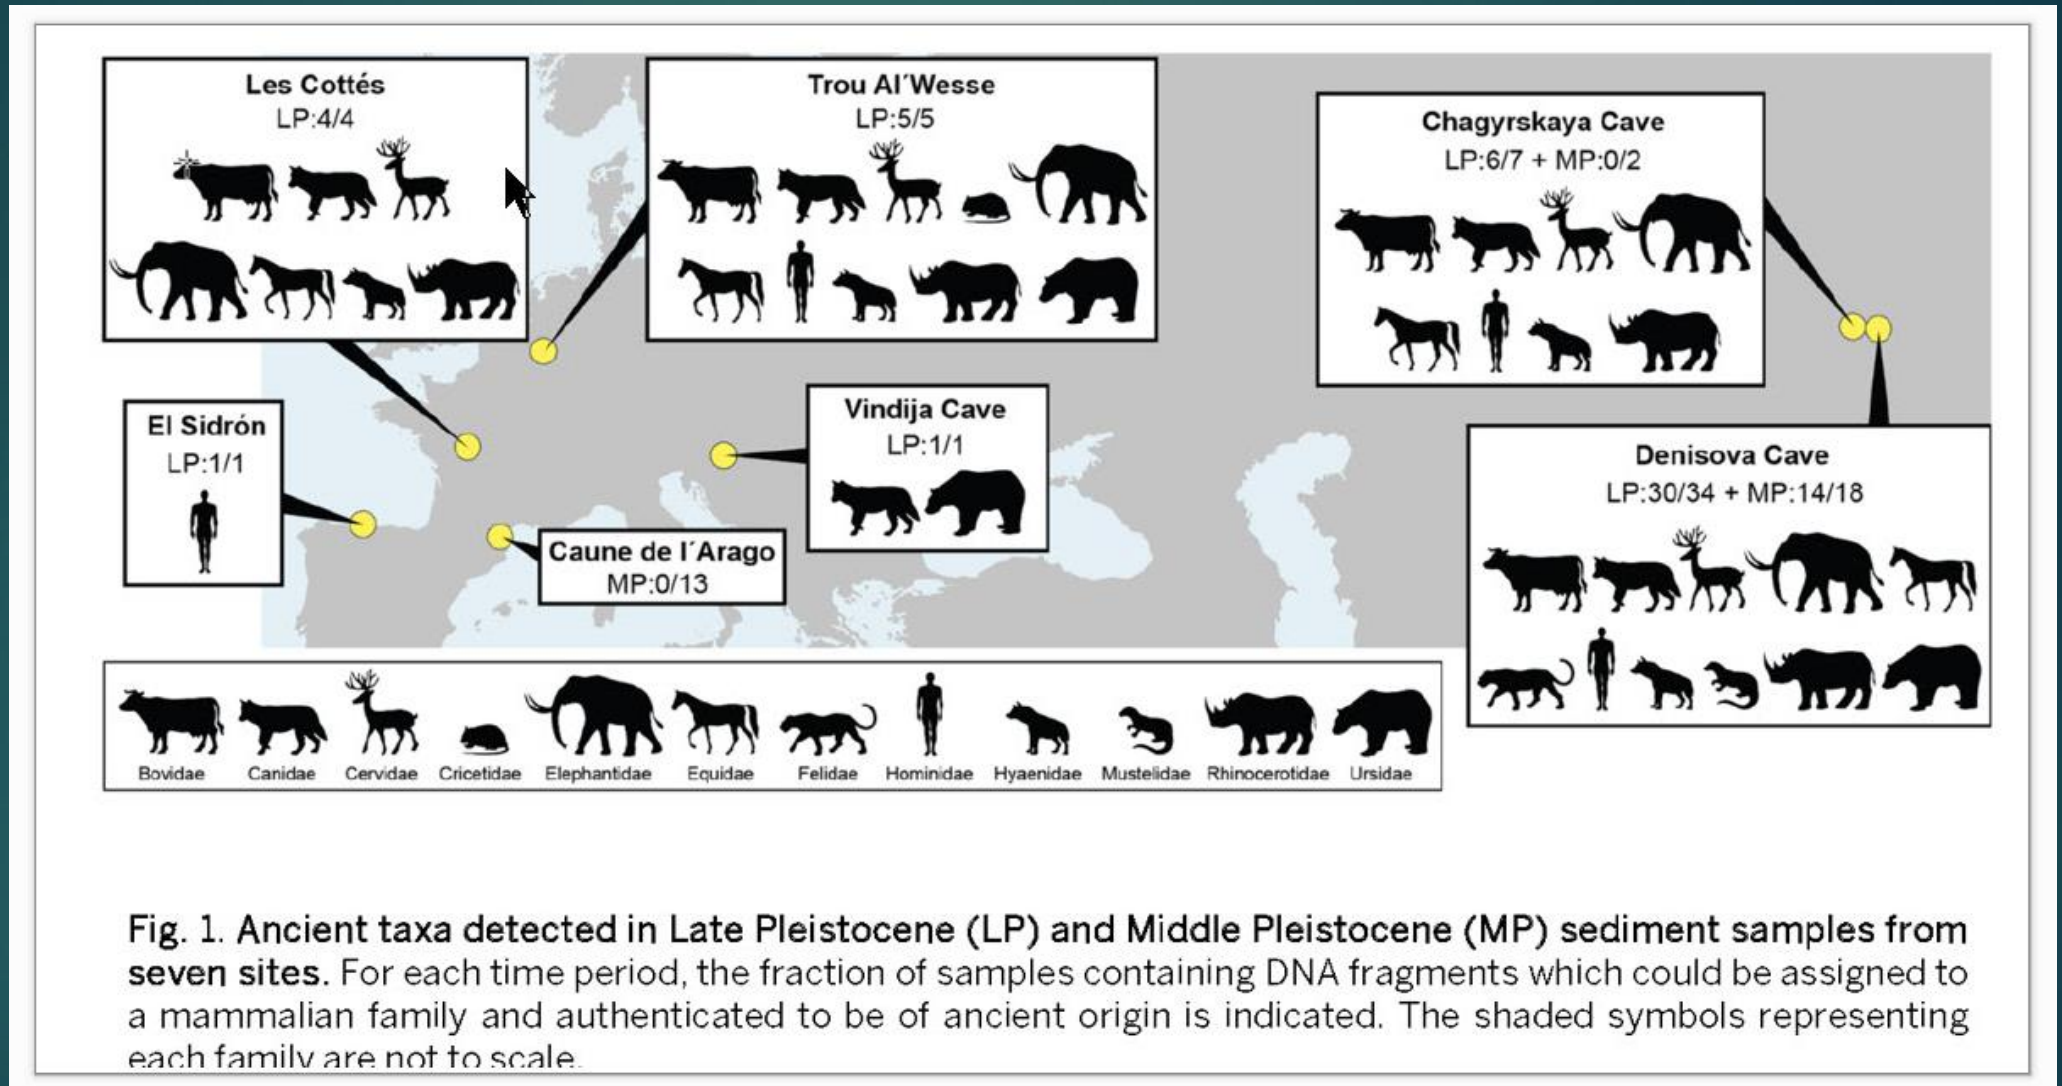 Les Cottés
LP:4/4
Trou Al´Wesse
LP:5/5
Chagyrskaya Cave
LP:6/7 + MP:0/2
El Sidrón
LP:1/1
Vindija Cave
LP:1/1
Caune de l´Arago
MP:0/13
Denisova Cave
LP:30/34 + MP:14/18
Bovidae Canidae Cervidae Cricetidae Elephantidae Equidae Felidae Hominidae Hyaenidae Mustelidae Rhinocerotidae Ursidae
Fig. 1. Ancient taxa detected in Late Pleistocene (LP) and Middle Pleistocene (MP) sediment samples from
seven sites. For each time period, the fraction of samples containing DNA fragments which could be assigned to
a mammalian family and authenticated to be of ancient origin is indicated. The shaded symbols representing
each family are not to scale.